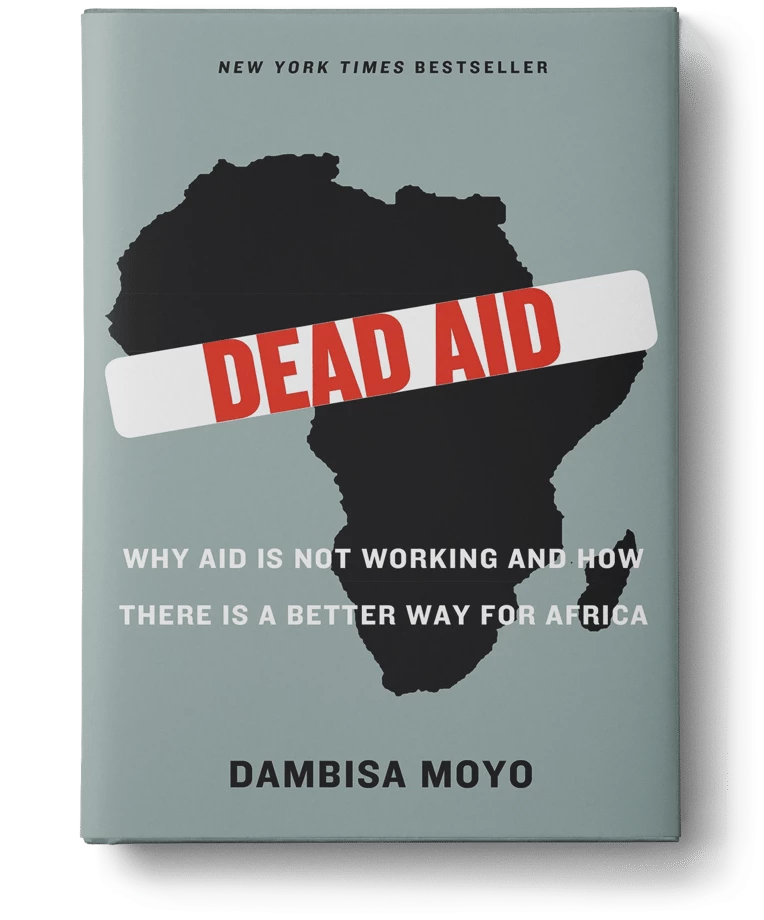 NEW YORK TIMES BESTSELLER
DEAD AID
WHY AID IS NOT WORKING AND HOW
THERE IS A BETTER WAY FOR AFRICA
DAMBISA MOYO